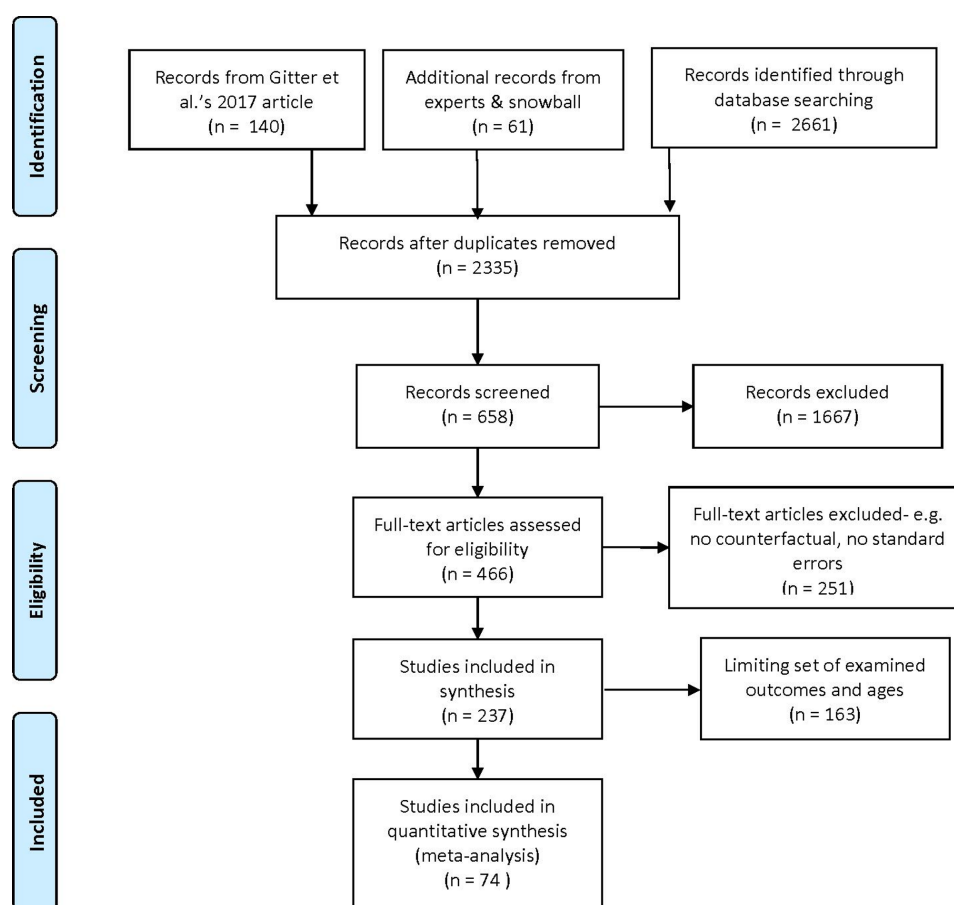 Identification
Records from Gitter et
al.'s 2017 article
(n = 140)
Additional records from
experts & snowball
(n = 61)
Records identified through
database searching
(n = 2661)
Records after duplicates removed
(n = 2335)
Screening
Records screened
(n = 658)
Records excluded
(n = 1667)
Eligibility
Full-text articles assessed
for eligibility
(n = 466)
Full-text articles excluded- e.g.
no counterfactual, no standard
errors
(n = 251)
Studies included in
synthesis
(n = 237)
Limiting set of examined
outcomes and ages
(n = 163)
Included
Studies included in
quantitative synthesis
(meta-analysis)
(n = 74 )